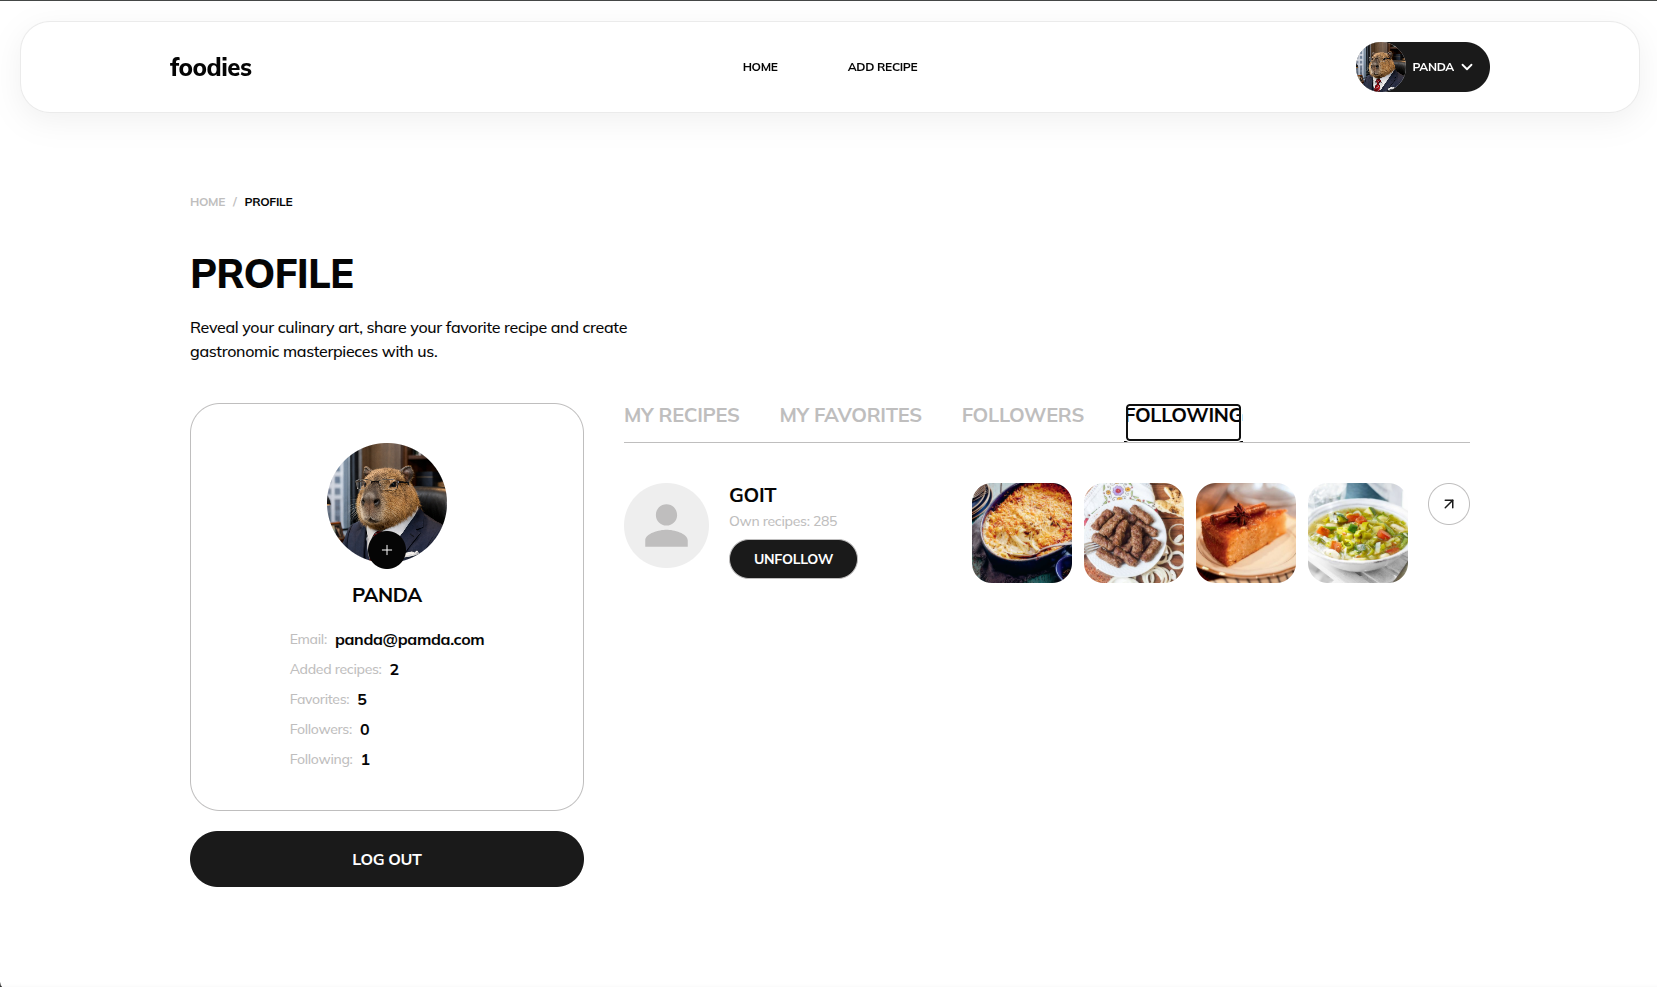 foodies
HOME
ADD RECIPE
PANDA
HOME / PROFILE
PROFILE
Reveal your culinary art, share your favorite recipe and create
gastronomic masterpieces with us.
PANDA
Email: panda@pamda.com
Added recipes: 2
Favorites: 5
Followers: 0
Following: 1
LOG OUT
MY RECIPES
MY FAVORITES
FOLLOWERS
FOLLOWING
GOIT
Own recipes: 285
UNFOLLOW